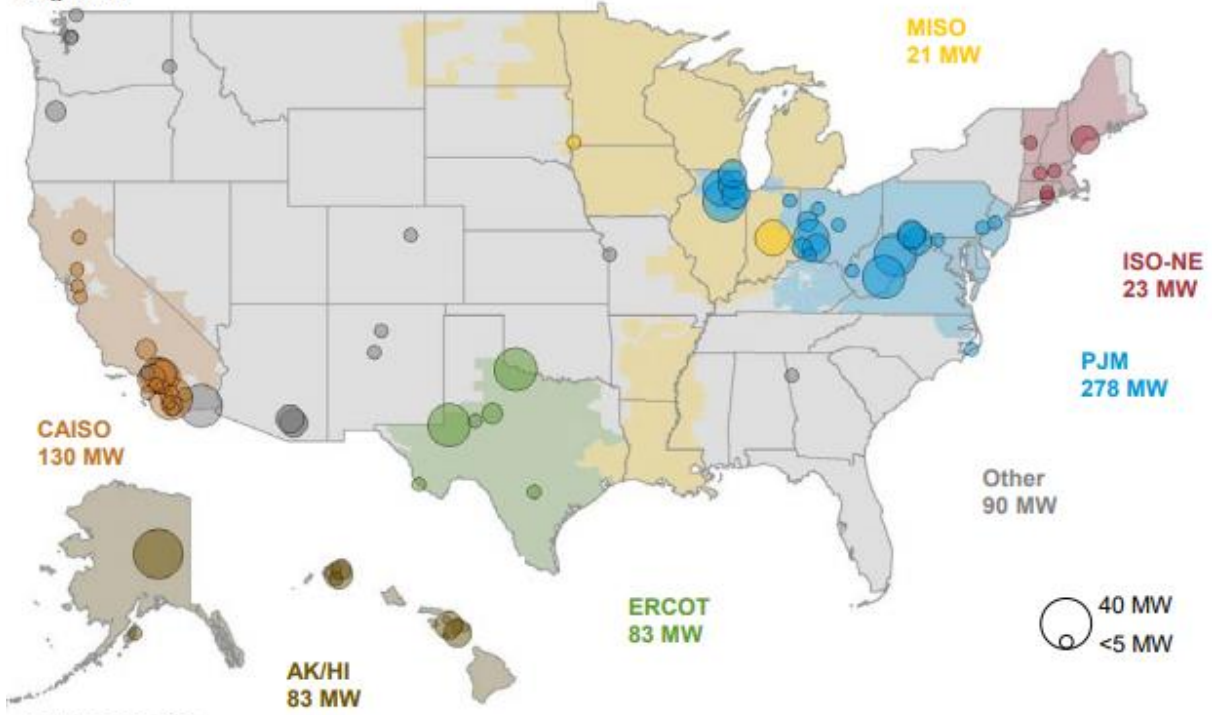 MISO
21 MW
ISO-NE
23 MW
PJM
278 MW
CAISO
130 MW
Other
90 MW
ERCOT
83 MW
40 MW
<5 MW
AK/HI
83 MW